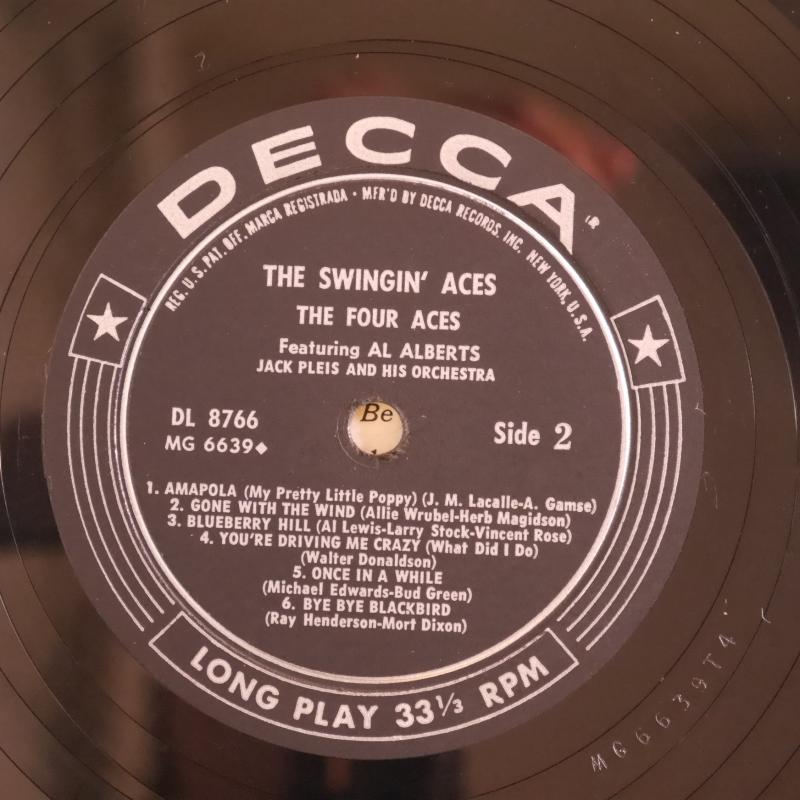 DECCA®
REG. U.S. PAT. OFF. MARCA REGISTRADA • MFR'D BY DECCA RECORDS, INC. NEW YORK, U.S.A.
THE SWINGIN' ACES
THE FOUR ACES
Featuring AL ALBERTS
JACK PLEIS AND HIS ORCHESTRA
DL 8766
MG 6639◆
Be
Side 2
1. AMAPOLA (My Pretty Little Poppy) (J. M. Lacalle-A. Gamse)
2. GONE WITH THE WIND (Allie Wrubel-Herb Magidson)
3. BLUEBERRY HILL (Al Lewis-Larry Stock-Vincent Rose)
4. YOU'RE DRIVING ME CRAZY (What Did I Do)
(Walter Donaldson)
5. ONCE IN A WHILE
(Michael Edwards-Bud Green)
6. BYE BYE BLACKBIRD
(Ray Henderson-Mort Dixon)
LONG PLAY 33⅓ RPM
MG6639T4